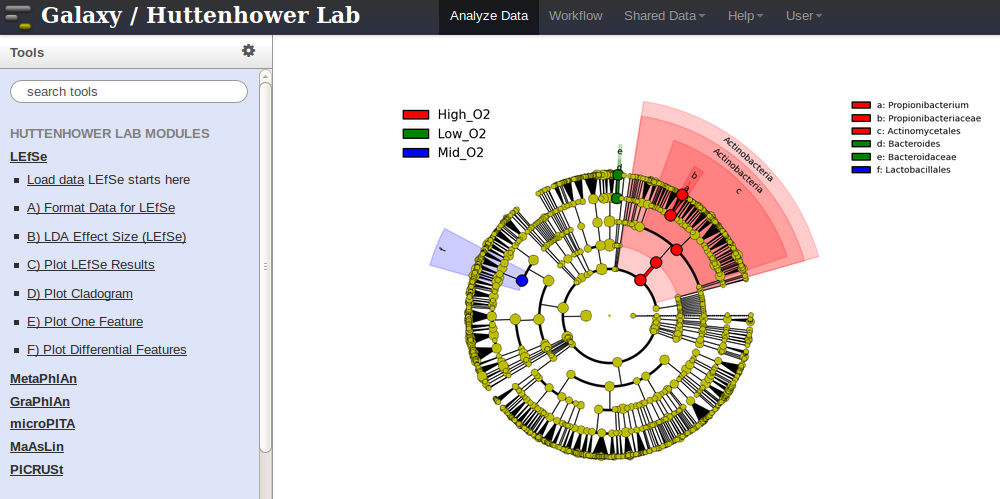 Galaxy / Huttenhower Lab
Analyze Data
Workflow
Shared Data
Help
User
Tools
search tools
HUTTENHOWER LAB MODULES
LEfSe
Load data LEfSe starts here
A) Format Data for LEfSe
B) LDA Effect Size (LEfSe)
C) Plot LEfSe Results
D) Plot Cladogram
E) Plot One Feature
F) Plot Differential Features
MetaPhlAn
GraPhlAn
microPITA
MaAsLin
PICRUSt
High_O2
Low_O2
Mid_O2
a: Propionibacterium
b: Propionibacteriaceae
c: Actinomycetales
d: Bacteroides
e: Bacteroidaceae
f: Lactobacillales
Actinobacteria
Actinobacteria
e
b
c
f